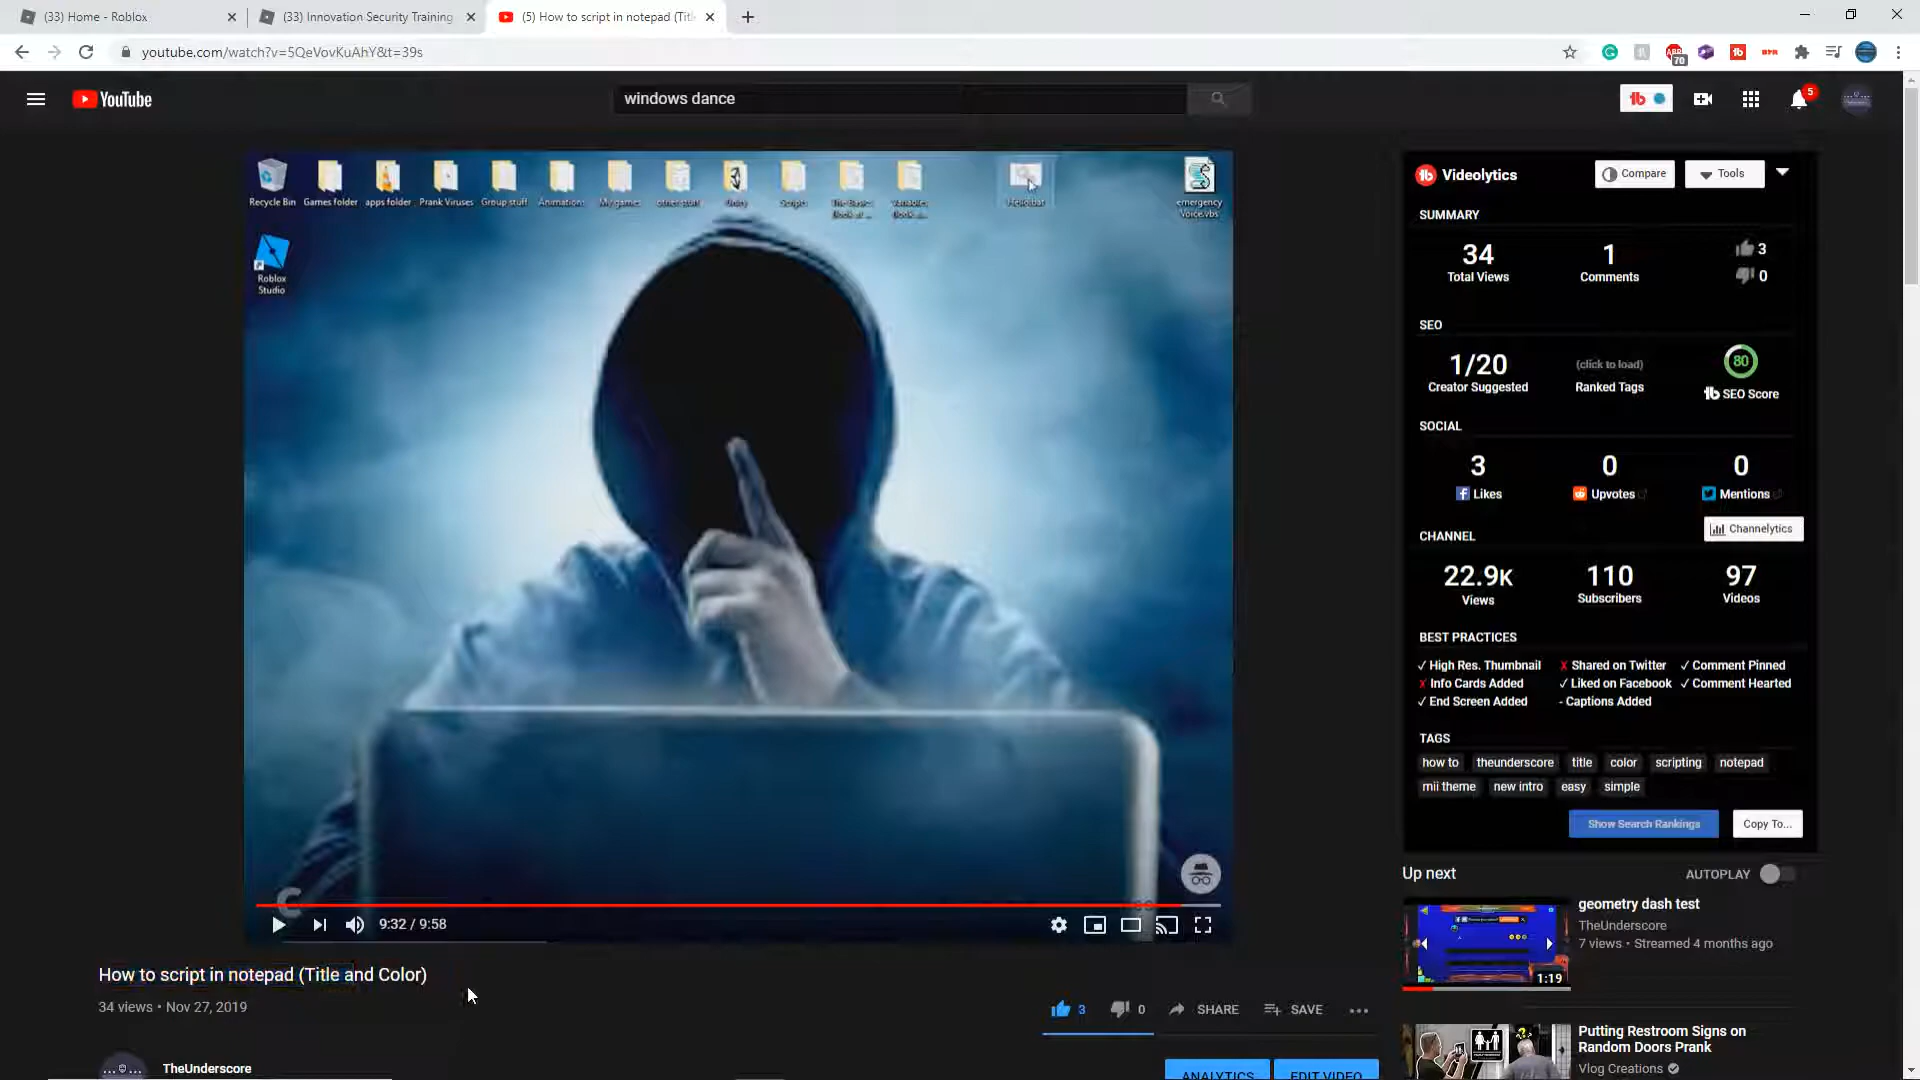 (33) Home - Roblox
(33) Innovation Security Training
(5) How to script in notepad (Titl
youtube.com/watch?v=5QeVovKuAhY&t=39s
70
YouTube
windows dance
5
Recycle Bin
Games folder
apps folder
Prank Viruses
Group stuff
Animation
My games
other stuff
Unity
Scripts
emergency
Voice.vbs
Roblox
Studio
9:32 / 9:58
How to script in notepad (Title and Color)
34 views • Nov 27, 2019
3
0
SHARE
SAVE
TheUnderscore
ANALYTICS
EDIT VIDEO
Videolytics
Compare
Tools
SUMMARY
34
Total Views
1
Comments
3
0
SEO
1/20
Creator Suggested
(click to load)
Ranked Tags
80
SEO Score
SOCIAL
3
Likes
0
Upvotes
0
Mentions
Channelytics
CHANNEL
22.9K
Views
110
Subscribers
97
Videos
BEST PRACTICES
✓ High Res. Thumbnail
✗ Shared on Twitter
✓ Comment Pinned
✗ Info Cards Added
✓ Liked on Facebook
✓ Comment Hearted
✓ End Screen Added
- Captions Added
TAGS
how to
theunderscore
title
color
scripting
notepad
mii theme
new intro
easy
simple
Show Search Rankings
Copy To...
Up next
AUTOPLAY
geometry dash test
TheUnderscore
7 views • Streamed 4 months ago
1:19
Putting Restroom Signs on
Random Doors Prank
Vlog Creations